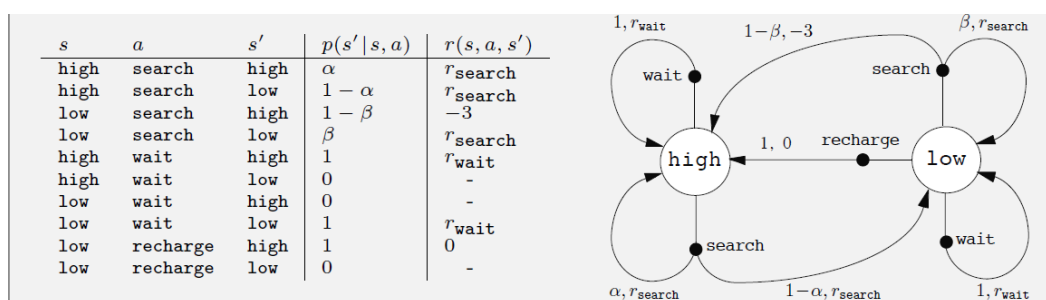 s a s′ p(s′ | s, a) r(s, a, s′)
high search high α r_search
high search low 1 − α r_search
low search high 1 − β −3
low search low β r_search
high wait high 1 r_wait
high wait low 0 -
low wait high 0 -
low wait low 1 r_wait
low recharge high 1 0
low recharge low 0 -
1, r_wait
1−β, −3
β, r_search
wait
search
1, 0
recharge
high
low
search
wait
α, r_search
1−α, r_search
1, r_wait